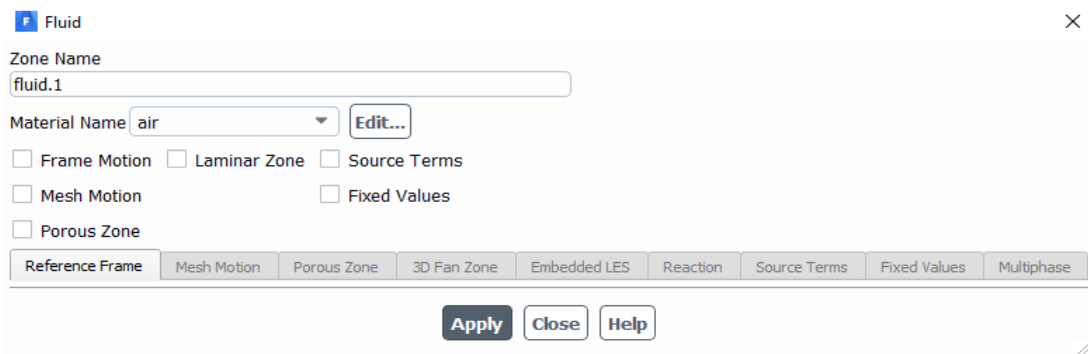 F Fluid
Zone Name
fluid.1
Material Name air Edit...
Frame Motion Laminar Zone Source Terms
Mesh Motion Fixed Values
Porous Zone
Reference Frame Mesh Motion Porous Zone 3D Fan Zone Embedded LES Reaction Source Terms Fixed Values Multiphase
Apply Close Help